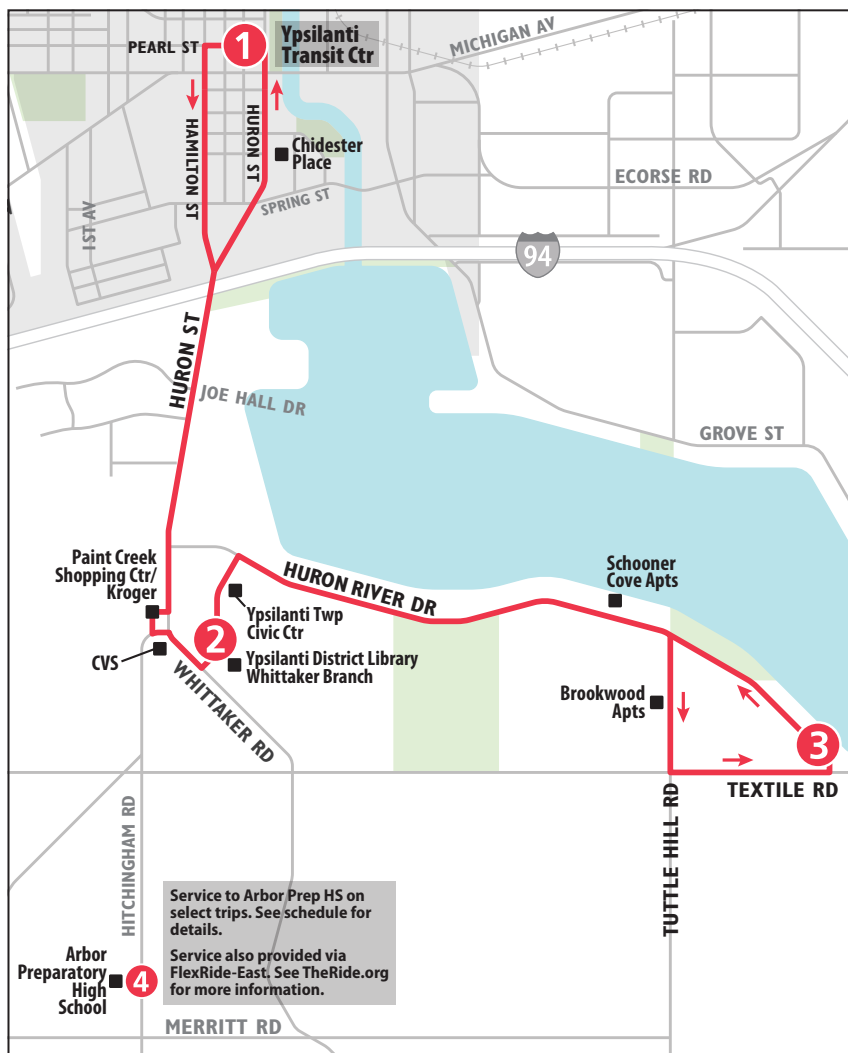 PEARL ST
1
Ypsilanti
Transit Ctr
MICHIGAN AV
HAMILTON ST
HURON ST
Chidester
Place
ECORSE RD
SPRING ST
1ST AV
94
HURON ST
JOE HALL DR
GROVE ST
Paint Creek
Shopping Ctr/
Kroger
HURON RIVER DR
Schooner
Cove Apts
Ypsilanti Twp
Civic Ctr
2
CVS
Ypsilanti District Library
Whittaker Branch
WHITTAKER RD
Brookwood
Apts
3
TEXTILE RD
TUTTLE HILL RD
HITCHINGHAM RD
Service to Arbor Prep HS on
select trips. See schedule for
details.
Service also provided via
FlexRide-East. See TheRide.org
for more information.
Arbor
Preparatory
High
School
4
MERRITT RD